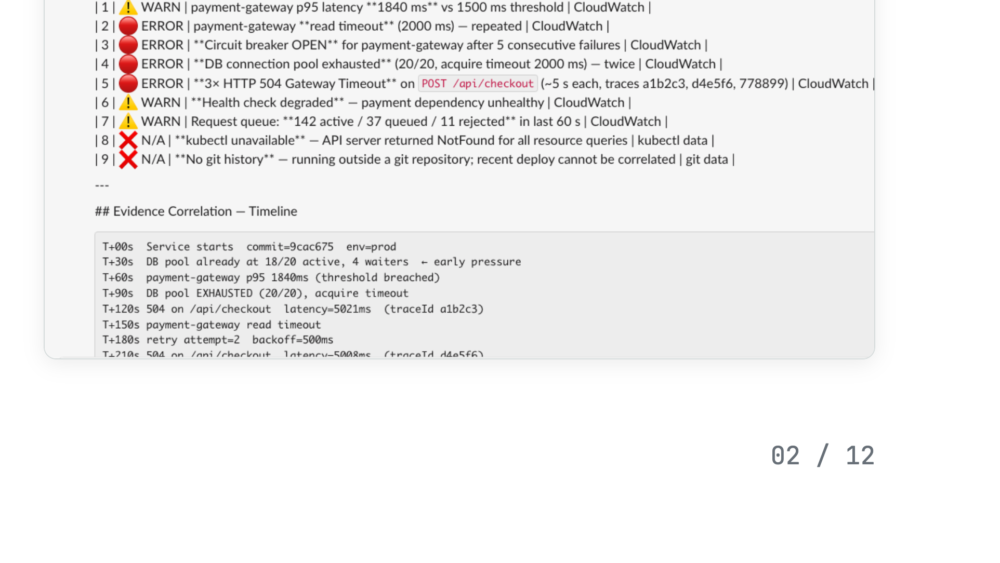 | 1 | ⚠️ WARN | payment-gateway p95 latency **1840 ms** vs 1500 ms threshold | CloudWatch |
| 2 | 🔴 ERROR | payment-gateway **read timeout** (2000 ms) — repeated | CloudWatch |
| 3 | 🔴 ERROR | **Circuit breaker OPEN** for payment-gateway after 5 consecutive failures | CloudWatch |
| 4 | 🔴 ERROR | **DB connection pool exhausted** (20/20, acquire timeout 2000 ms) — twice | CloudWatch |
| 5 | 🔴 ERROR | **3× HTTP 504 Gateway Timeout** on POST /api/checkout (~5 s each, traces a1b2c3, d4e5f6, 778899) | CloudWatch |
| 6 | ⚠️ WARN | **Health check degraded** — payment dependency unhealthy | CloudWatch |
| 7 | ⚠️ WARN | Request queue: **142 active / 37 queued / 11 rejected** in last 60 s | CloudWatch |
| 8 | ❌ N/A | **kubectl unavailable** — API server returned NotFound for all resource queries | kubectl data |
| 9 | ❌ N/A | **No git history** — running outside a git repository; recent deploy cannot be correlated | git data |
---
## Evidence Correlation — Timeline
T+00s  Service starts  commit=9cac675  env=prod
T+30s  DB pool already at 18/20 active, 4 waiters  ← early pressure
T+60s  payment-gateway p95 1840ms (threshold breached)
T+90s  DB pool EXHAUSTED (20/20), acquire timeout
T+120s 504 on /api/checkout  latency=5021ms  (traceId a1b2c3)
T+150s payment-gateway read timeout
T+180s retry attempt=2  backoff=500ms
T+210s 504 on /api/checkout  latency=5008ms  (traceId d4e5f6)
02 / 12